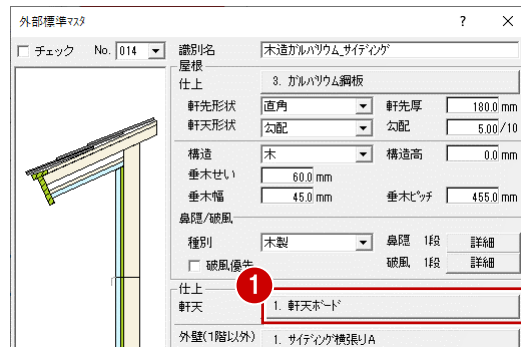 外部標準ﾏｽﾀ ? ×
チェック No. 014 識別名 木造ｶﾞﾙﾊﾞﾘｳﾑ_ｻｲﾃﾞｨﾝｸﾞ
屋根
仕上 3. ｶﾞﾙﾊﾞﾘｳﾑ鋼板
軒先形状 直角 軒先厚 180.0 mm
軒天形状 勾配 勾配 5.00 /10
構造 木 構造高 0.0 mm
垂木せい 60.0 mm
垂木幅 45.0 mm 垂木ﾋﾟｯﾁ 455.0 mm
鼻隠/破風
種別 木製 鼻隠 1段 詳細
破風優先 破風 1段 詳細
1
仕上
軒天 1. 軒天ﾎﾞｰﾄﾞ
外壁(1階以外) 1. ｻｲﾃﾞｨﾝｸﾞ横張りA